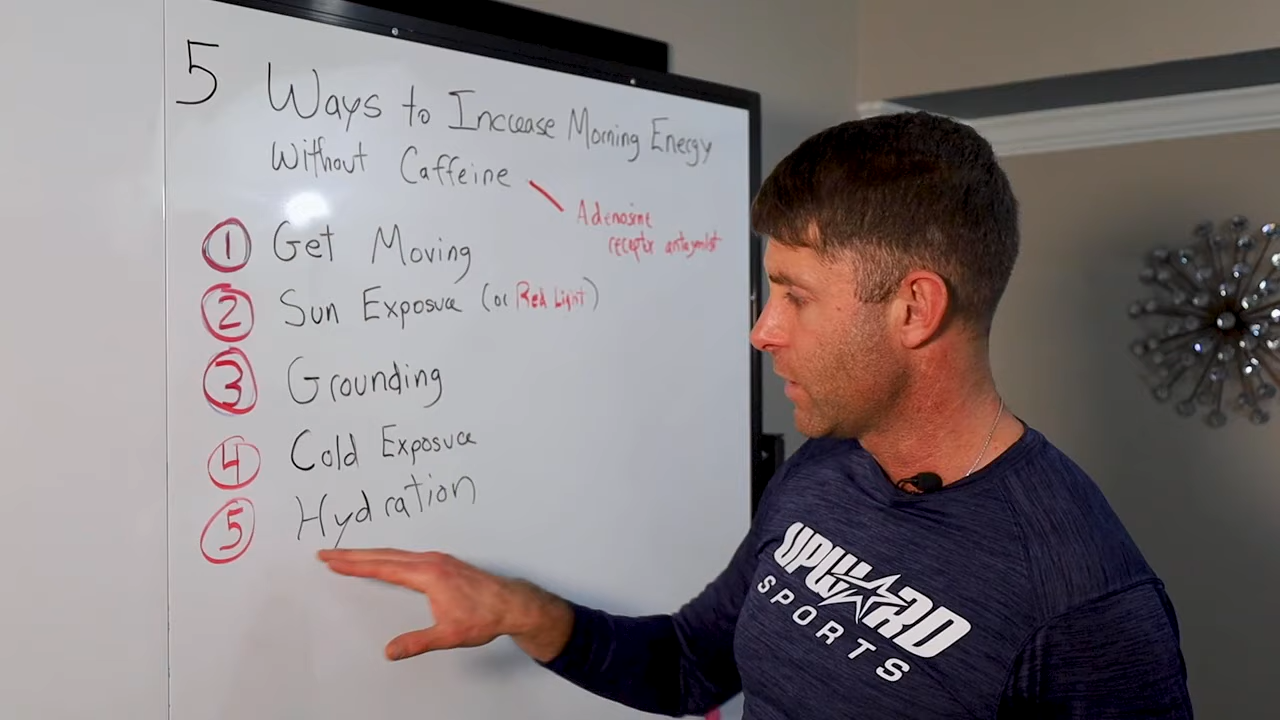 5 Ways to Increase Morning Energy
Without Caffeine
Adenosine
receptor antagonist
1 Get Moving
2 Sun Exposure (or Red Light)
3 Grounding
4 Cold Exposure
5 Hydration
UPWARD
SPORTS